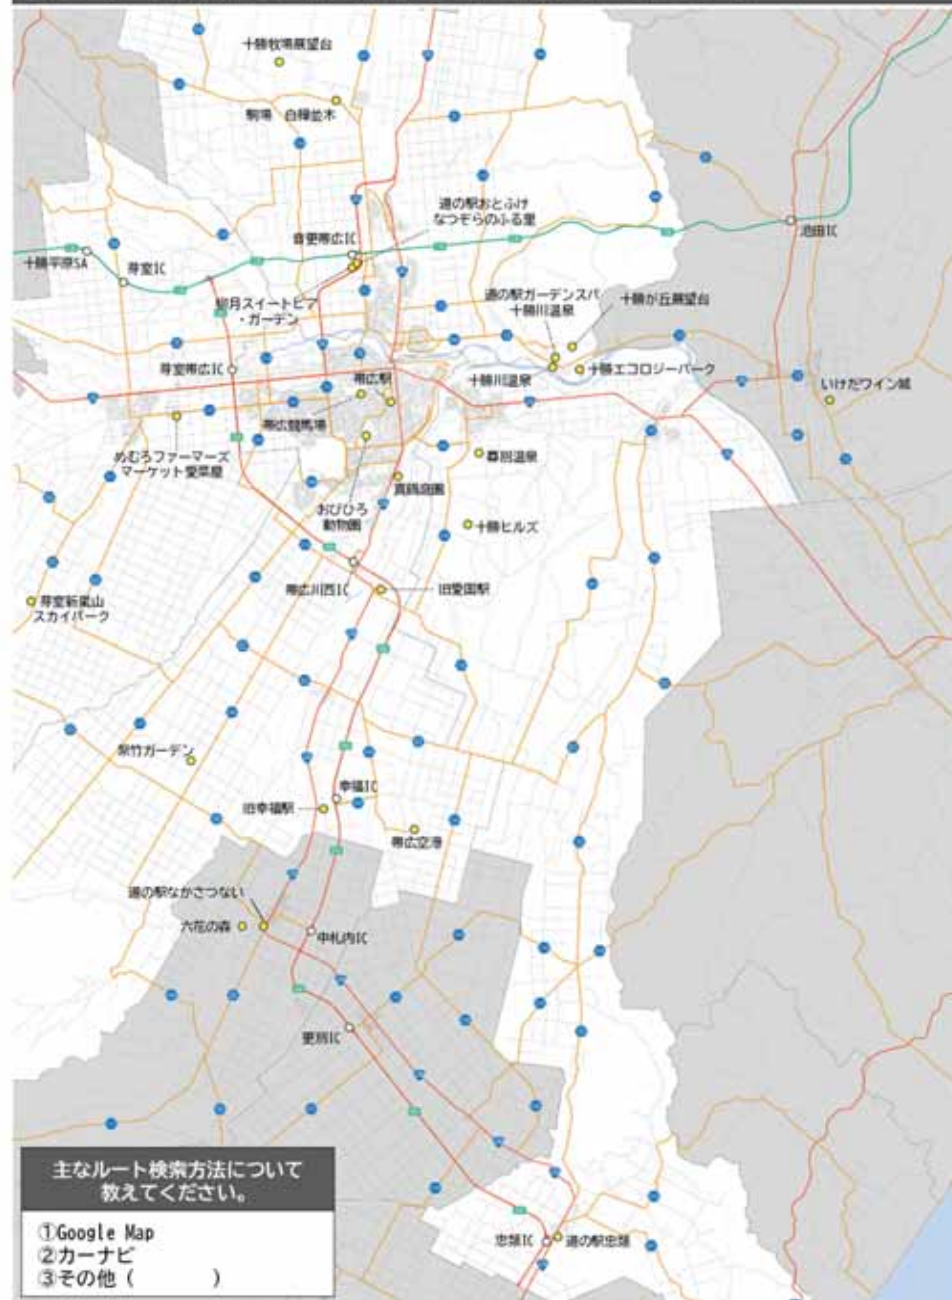 十勝牧場展望台
駒場 白樺並木
道の駅おとふけ
なつぞらのふる里
音更帯広IC
池田IC
十勝平原SA
芽室IC
柳月スイートピア
・ガーデン
道の駅ガーデンスパ
十勝川温泉
十勝が丘展望台
芽室帯広IC
帯広駅
十勝川温泉
十勝エコロジーパーク
いけだワイン城
帯広競馬場
めむろファーマーズ
マーケット愛菜屋
真鍋庭園
おびひろ
動物園
十勝ヒルズ
帯広川西IC
旧愛国駅
芽室新嵐山
スカイパーク
紫竹ガーデン
幸福IC
旧幸福駅
帯広空港
道の駅なかさつない
六花の森
中札内IC
更別IC
主なルート検索方法について
教えてください。
①Google Map
②カーナビ
③その他 (      )
忠類IC
道の駅忠類